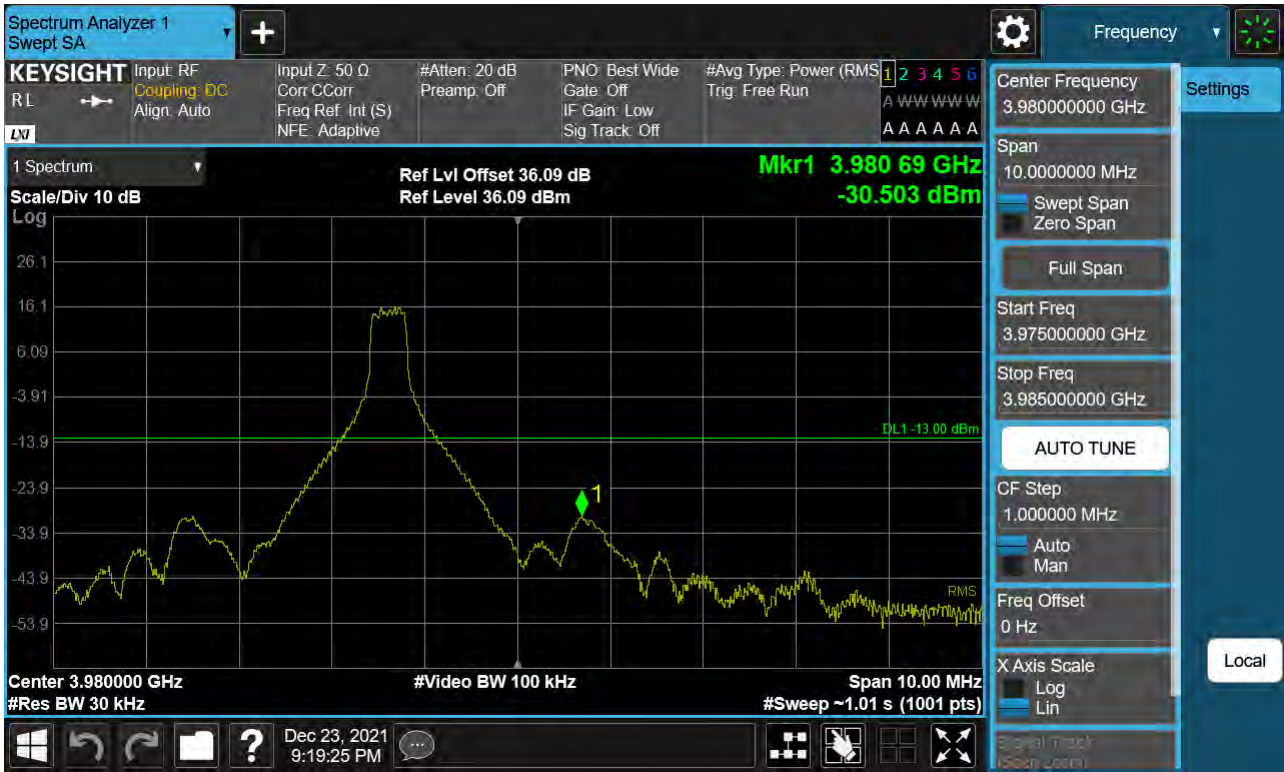 Spectrum Analyzer 1
Swept SA
+
Frequency
KEYSIGHT
RL
LXI
Input: RF
Coupling: DC
Align: Auto
Input Z: 50 Ω
Corr CCorr
Freq Ref: Int (S)
NFE: Adaptive
#Atten: 20 dB
Preamp: Off
PNO: Best Wide
Gate: Off
IF Gain: Low
Sig Track: Off
#Avg Type: Power (RMS
Trig: Free Run
1 2 3 4 5 6
A W W W W W
A A A A A A
1 Spectrum
Scale/Div 10 dB
Ref Lvl Offset 36.09 dB
Ref Level 36.09 dBm
Mkr1 3.980 69 GHz
-30.503 dBm
Log
26.1
16.1
6.09
-3.91
-13.9
-23.9
-33.9
-43.9
-53.9
DL1 -13.00 dBm
1
RMS
Center 3.980000 GHz
#Res BW 30 kHz
#Video BW 100 kHz
Span 10.00 MHz
#Sweep ~1.01 s (1001 pts)
Center Frequency
3.980000000 GHz
Settings
Span
10.0000000 MHz
Swept Span
Zero Span
Full Span
Start Freq
3.975000000 GHz
Stop Freq
3.985000000 GHz
AUTO TUNE
CF Step
1.000000 MHz
Auto
Man
Freq Offset
0 Hz
X Axis Scale
Log
Lin
Signal Track
(Span Zoom)
Local
?
Dec 23, 2021
9:19:25 PM